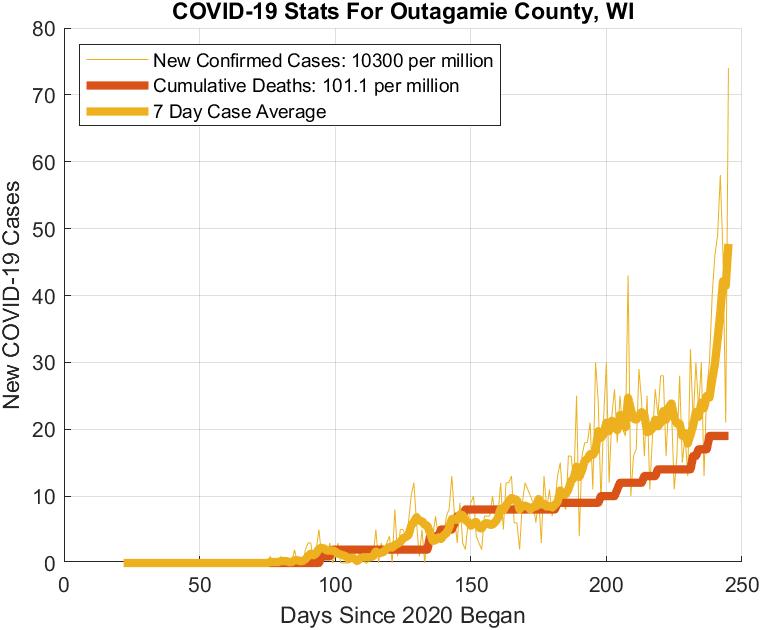 COVID-19 Stats For Outagamie County, WI
New Confirmed Cases: 10300 per million
Cumulative Deaths: 101.1 per million
7 Day Case Average
New COVID-19 Cases
80
70
60
50
40
30
20
10
0
0 50 100 150 200 250
Days Since 2020 Began